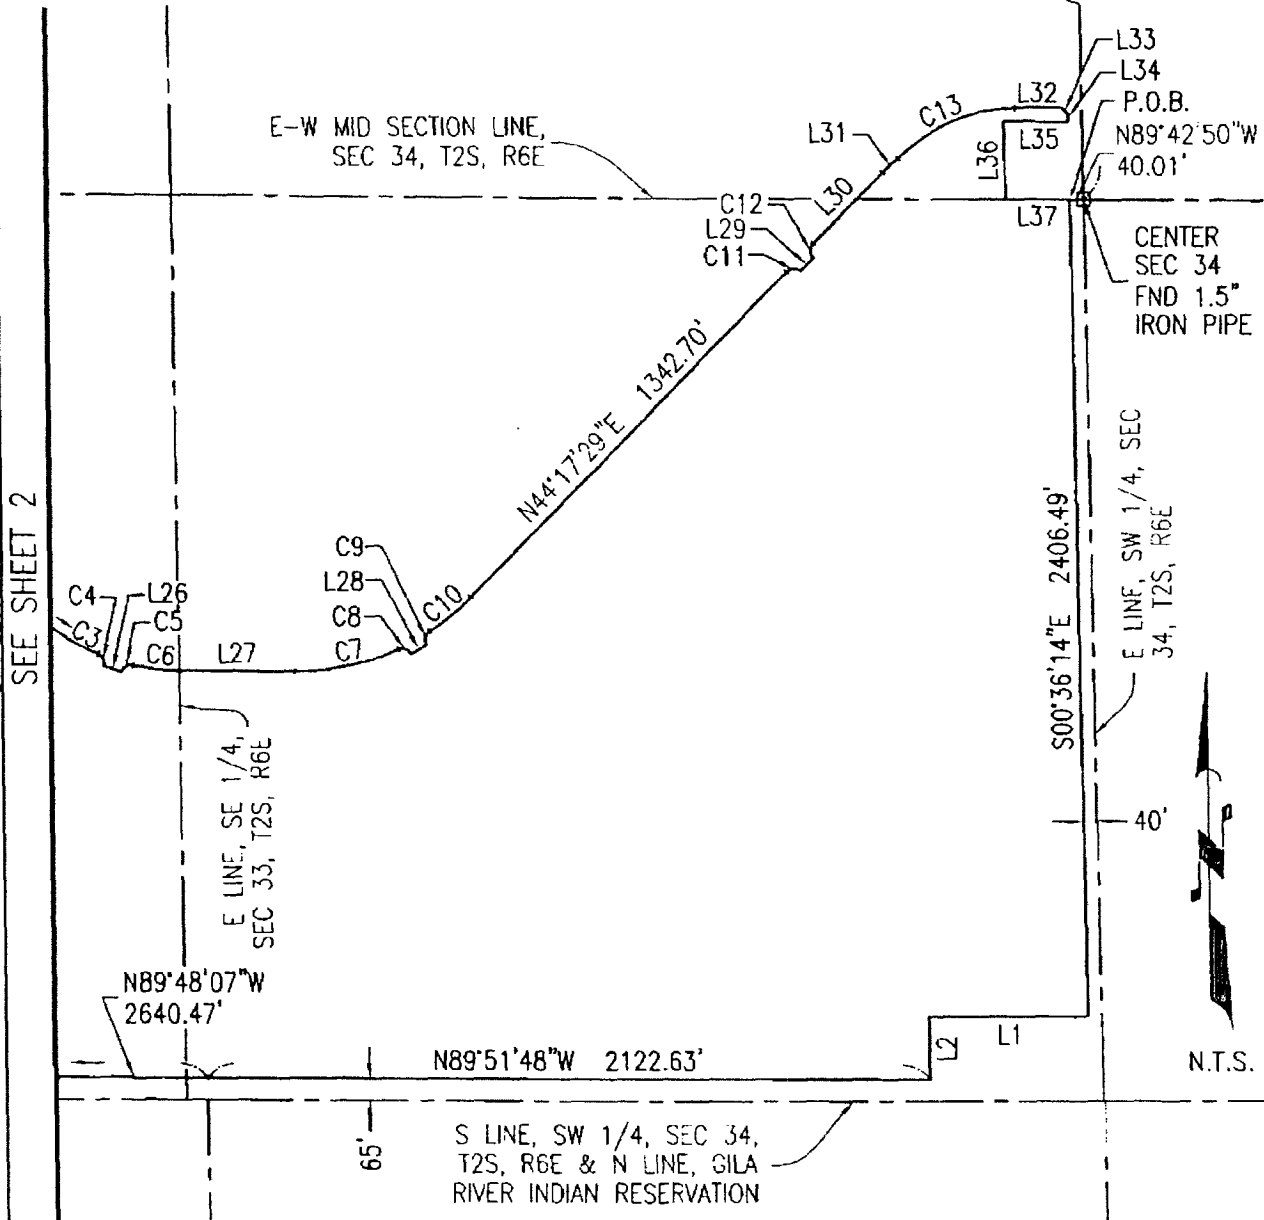 L33
L34
P.O.B.
N89°42'50"W
40.01'
L32
C13
L35
L36
L31
L30
L37
E-W MID SECTION LINE,
SEC 34, T2S, R6E
C12
L29
C11
CENTER
SEC 34
FND 1.5"
IRON PIPE
N44°17'29"E 1342.70'
SEE SHEET 2
C9
L28
C8
C10
C7
C4
L26
C5
C3
C6
L27
S00°36'14"E 2406.49'
E LINE, SW 1/4, SEC
34, T2S, R6E
E LINE, SE 1/4,
SEC 33, T2S, R6E
40'
N89°48'07"W
2640.47'
N89°51'48"W 2122.63'
L2
L1
N.T.S.
65'
S LINE, SW 1/4, SEC 34,
T2S, R6E & N LINE, GILA
RIVER INDIAN RESERVATION